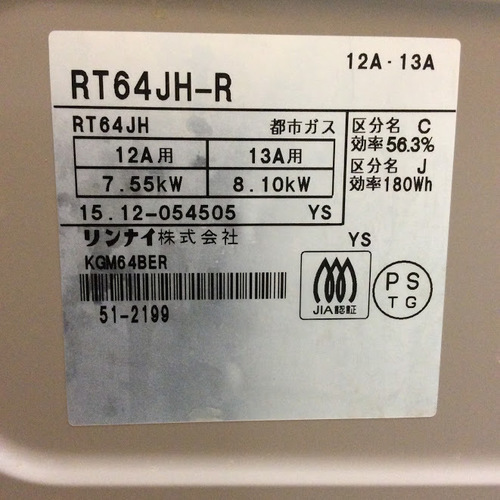 12A·13A
RT64JH-R
RT64JH 都市ガス
12A用 13A用
7.55kW 8.10kW
15.12-054505 YS
区分名 C
効率56.3%
区分名 J
効率180Wh
リンナイ株式会社
YS
KGM64BER
51-2199
JIA認証
PS
TG